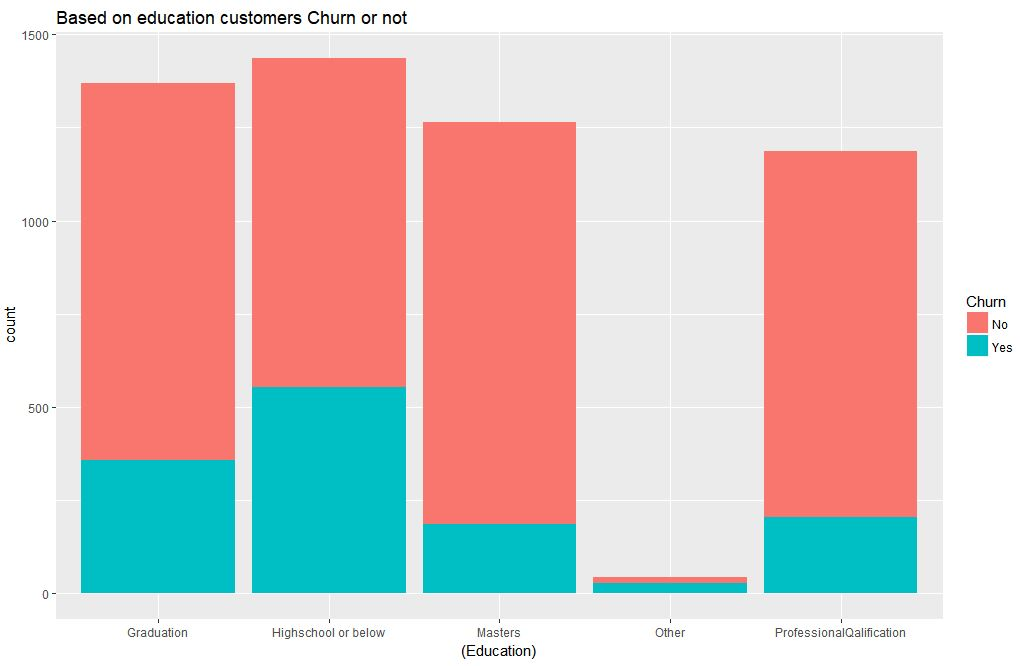 Based on education customers Churn or not
1500
1000
500
0
count
Graduation
Highschool or below
Masters
Other
ProfessionalQalification
(Education)
Churn
No
Yes